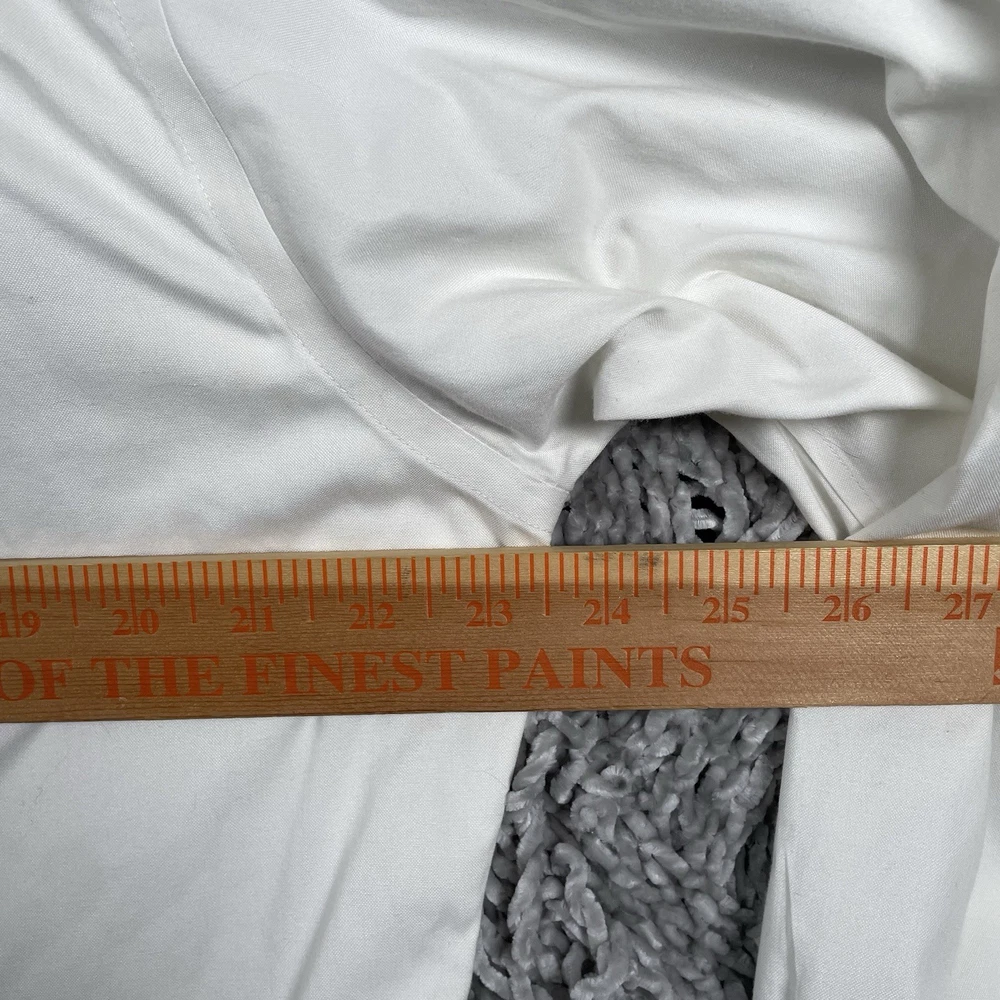 19 20 21 22 23 24 25 26 27
OF THE FINEST PAINTS